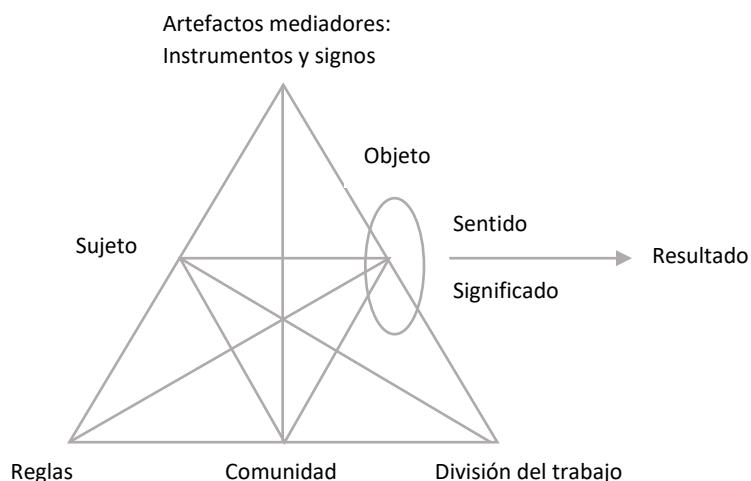 Artefactos mediadores:
Instrumentos y signos
Objeto
Sujeto
Sentido
Resultado
Significado
Reglas
Comunidad
División del trabajo